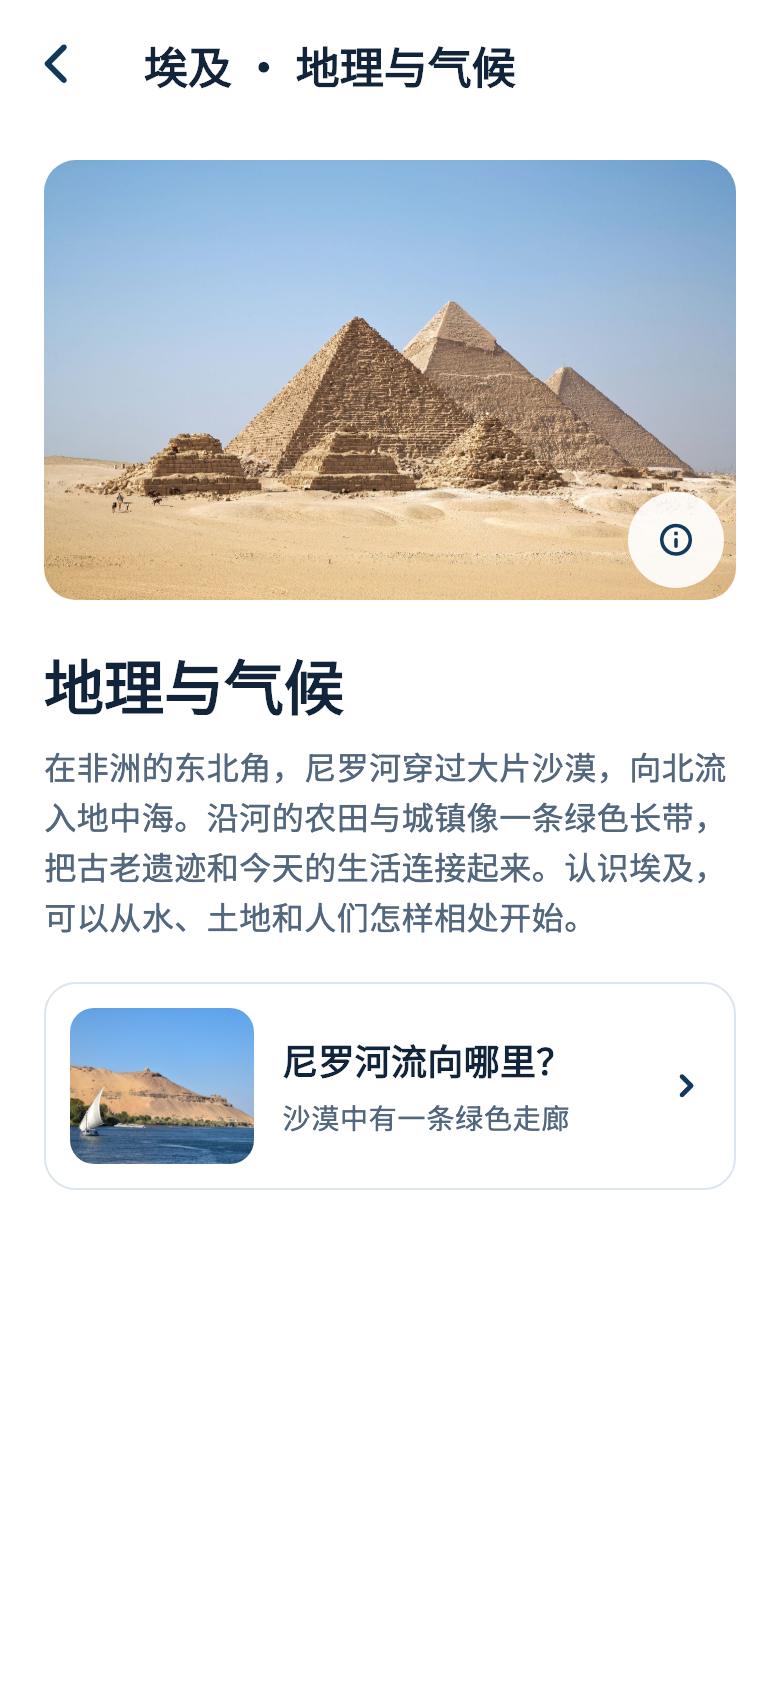 埃及 · 地理与气候
地理与气候
在非洲的东北角，尼罗河穿过大片沙漠，向北流
入地中海。沿河的农田与城镇像一条绿色长带，
把古老遗迹和今天的生活连接起来。认识埃及，
可以从水、土地和人们怎样相处开始。
尼罗河流向哪里？
沙漠中有一条绿色走廊